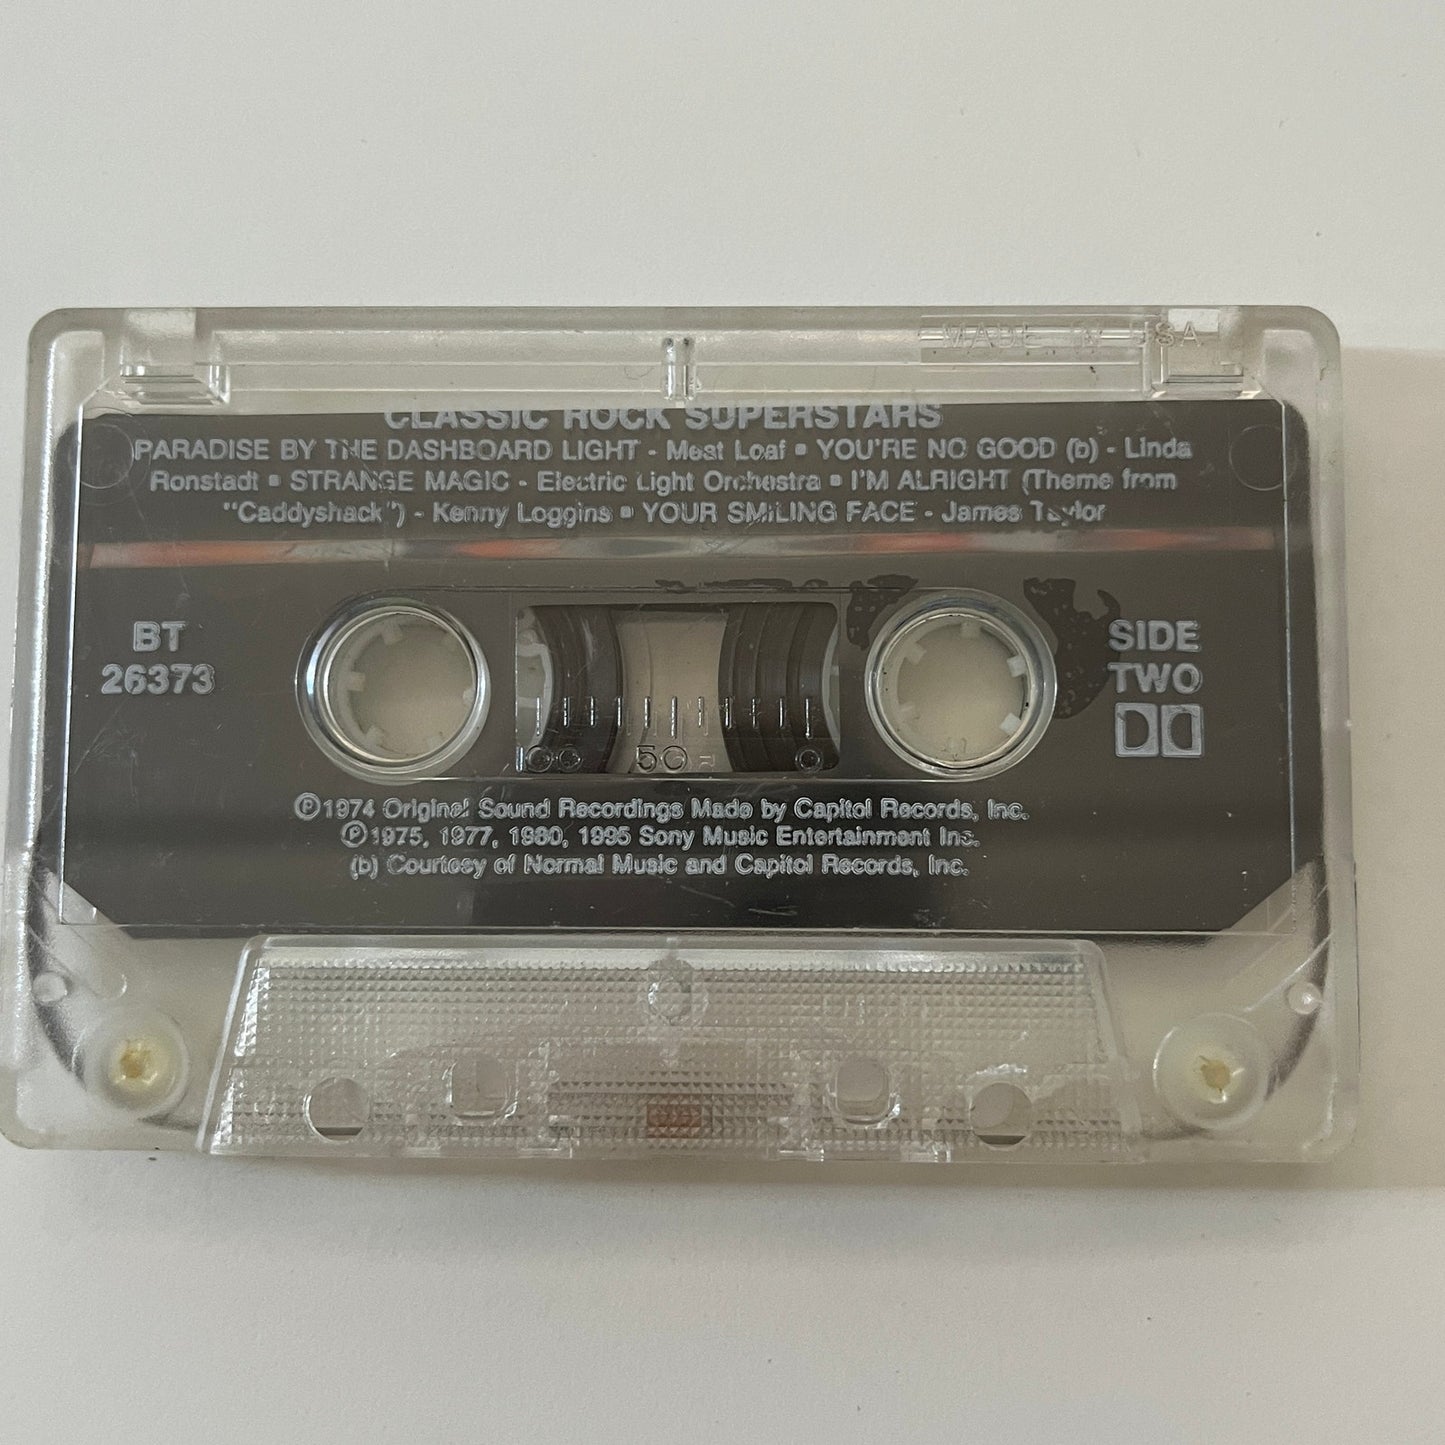 MADE IN USA
CLASSIC ROCK SUPERSTARS
PARADISE BY THE DASHBOARD LIGHT - Meat Loaf • YOU'RE NO GOOD (b) - Linda
Ronstadt • STRANGE MAGIC - Electric Light Orchestra • I'M ALRIGHT (Theme from
"Caddyshack") - Kenny Loggins • YOUR SMILING FACE - James Taylor
BT
26373
SIDE
TWO
100 50 0
℗1974 Original Sound Recordings Made by Capitol Records, Inc.
℗1975, 1977, 1980, 1995 Sony Music Entertainment Inc.
(b) Courtesy of Normal Music and Capitol Records, Inc.